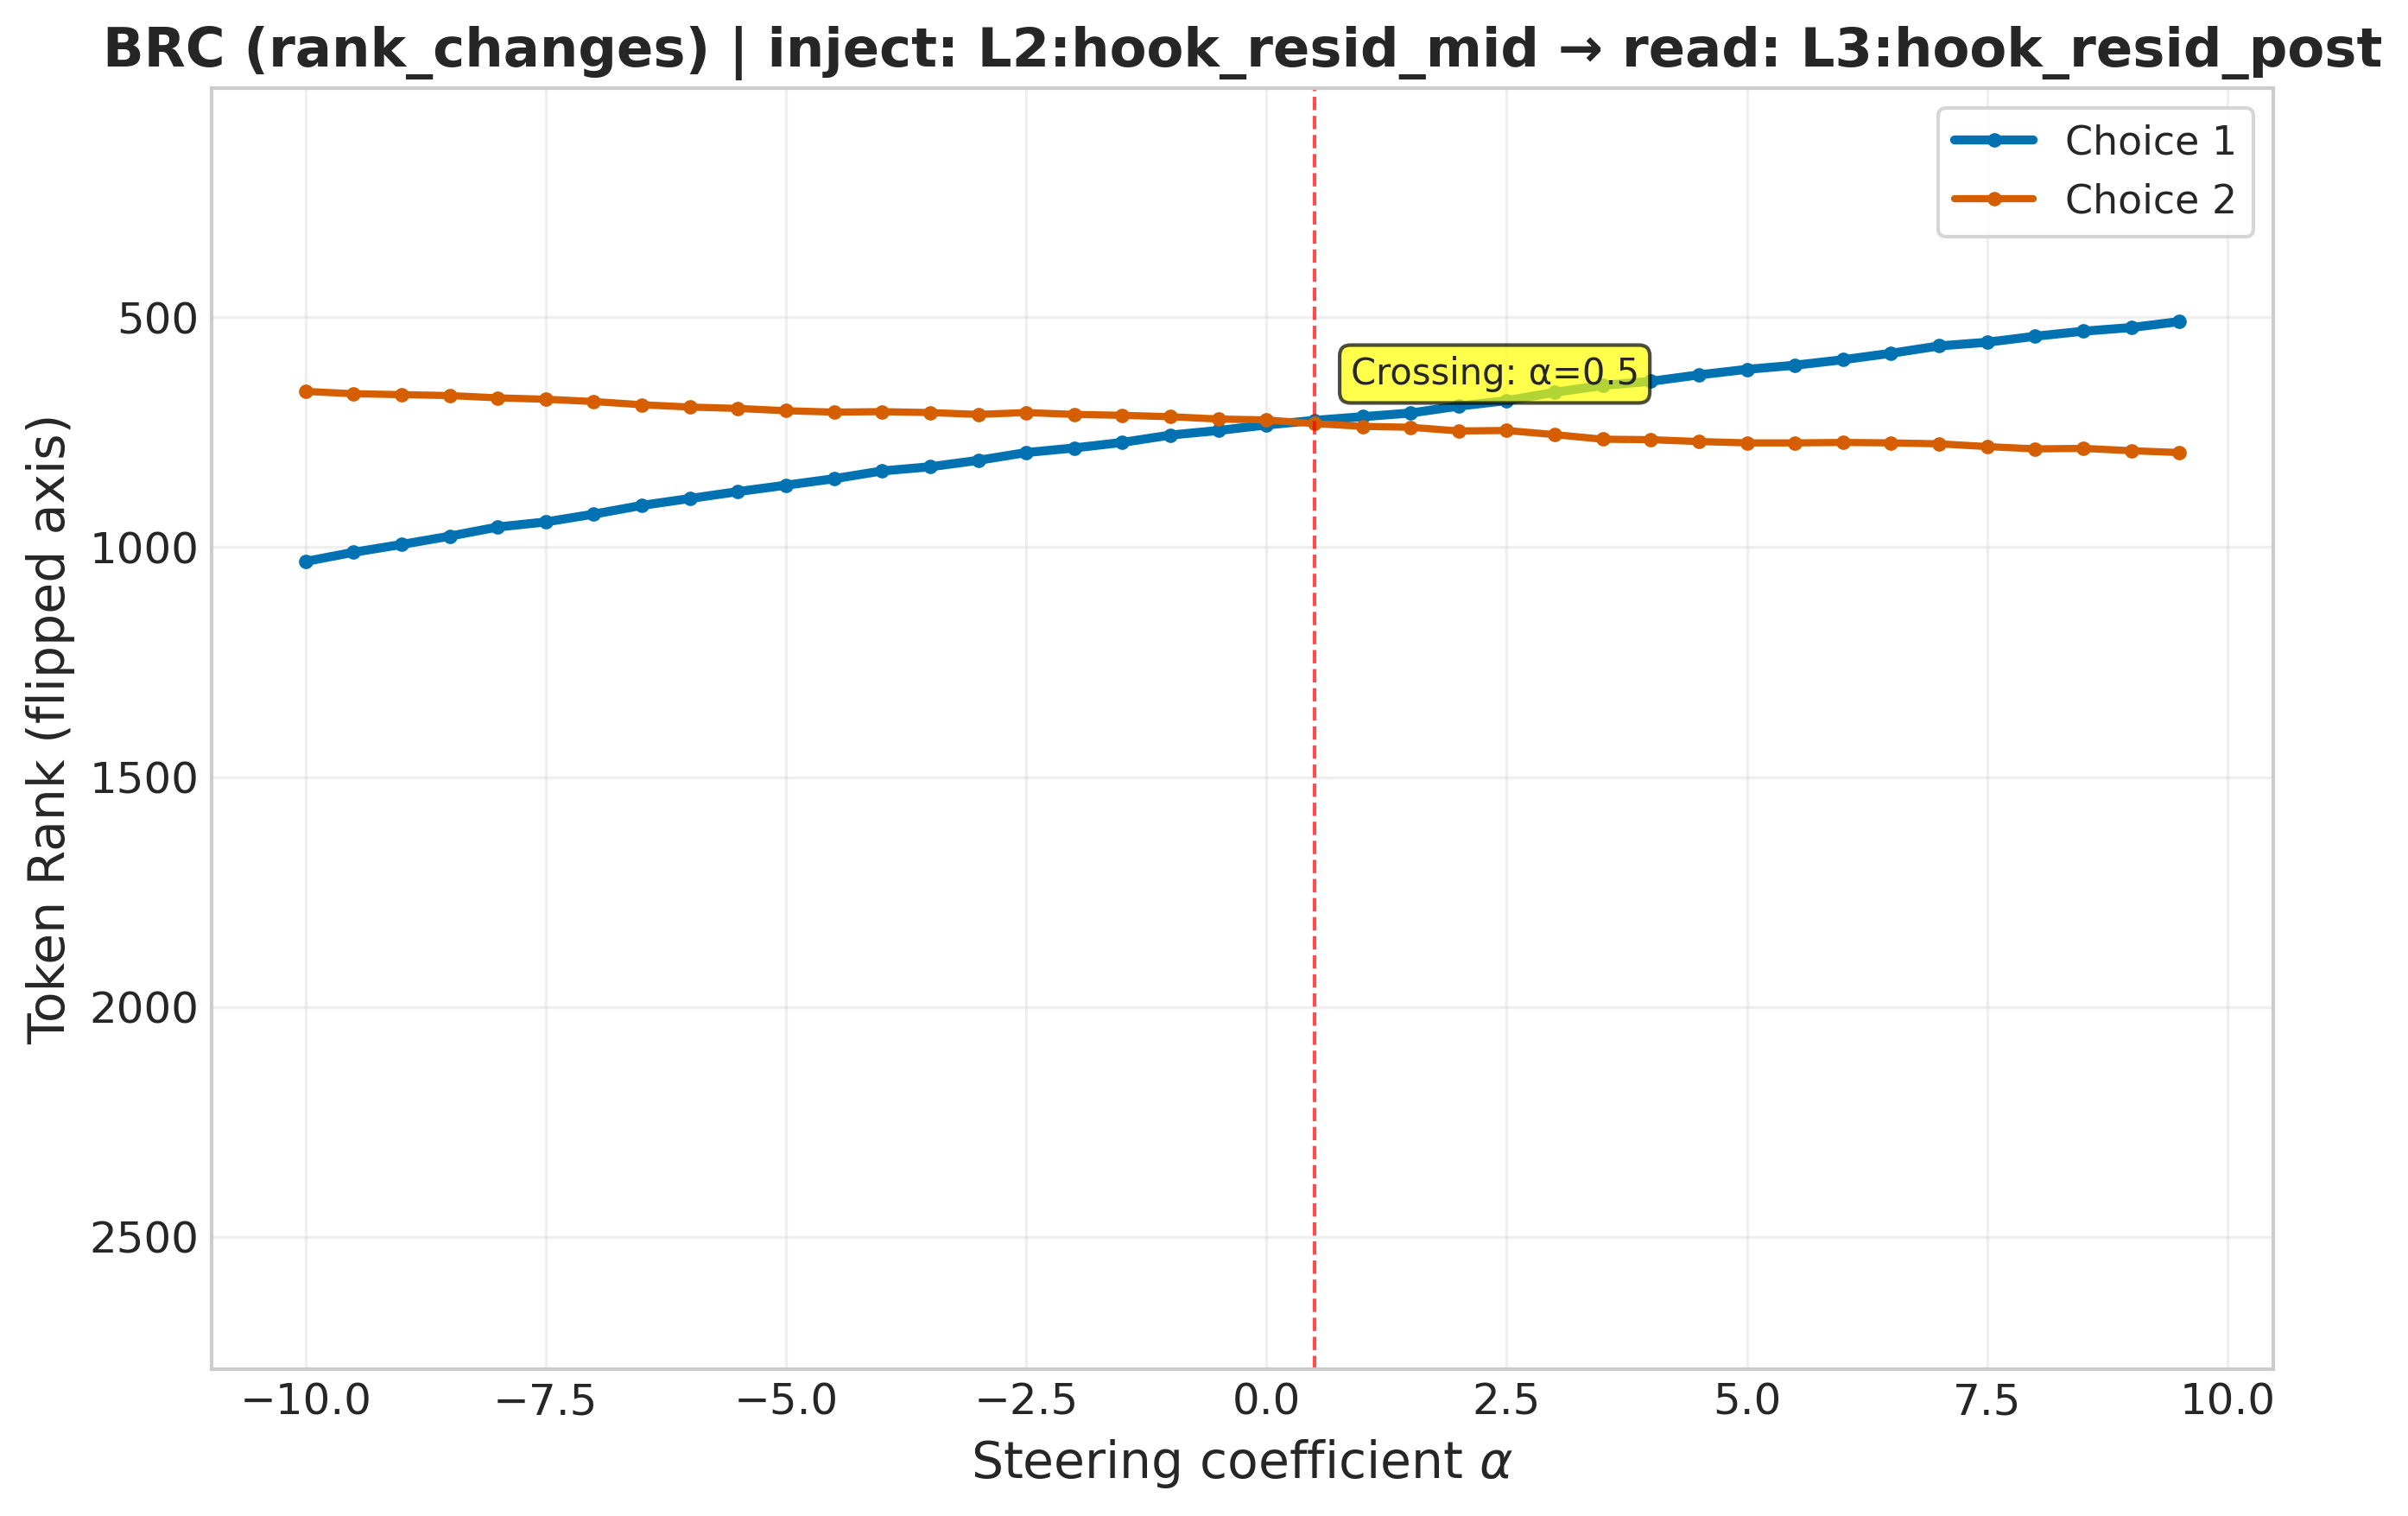 BRC (rank_changes) | inject: L2:hook_resid_mid → read: L3:hook_resid_post
Choice 1
Choice 2
Crossing: α=0.5
Token Rank (flipped axis)
500
1000
1500
2000
2500
−10.0 −7.5 −5.0 −2.5 0.0 2.5 5.0 7.5 10.0
Steering coefficient α